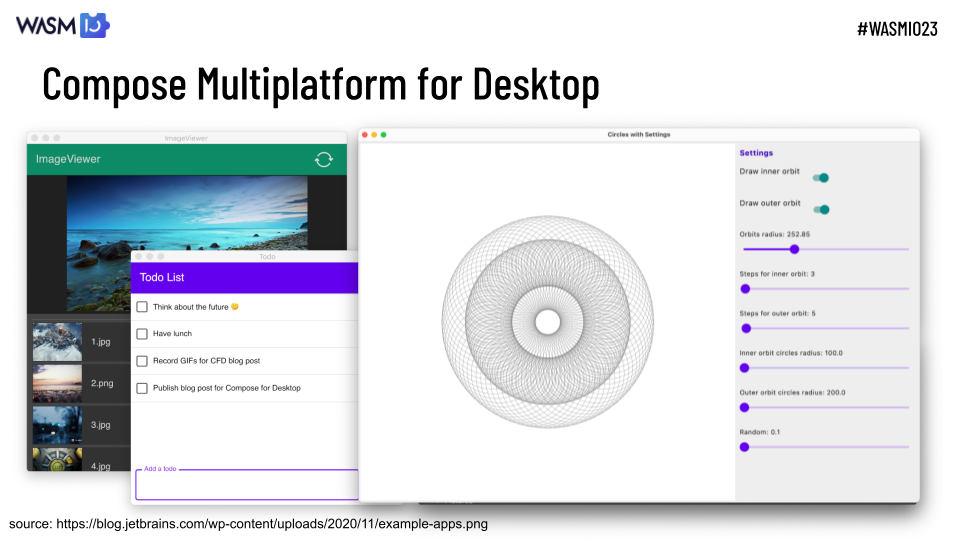 WASM IO
#WASMIO23
Compose Multiplatform for Desktop
ImageViewer
ImageViewer
1.jpg
2.png
3.jpg
4.jpg
Todo
Todo List
Think about the future 🤔
Have lunch
Record GIFs for CFD blog post
Publish blog post for Compose for Desktop
Add a todo
Circles with Settings
Settings
Draw inner orbit
Draw outer orbit
Orbits radius: 252.85
Steps for inner orbit: 3
Steps for outer orbit: 5
Inner orbit circles radius: 100.0
Outer orbit circles radius: 200.0
Random: 0.1
source: https://blog.jetbrains.com/wp-content/uploads/2020/11/example-apps.png